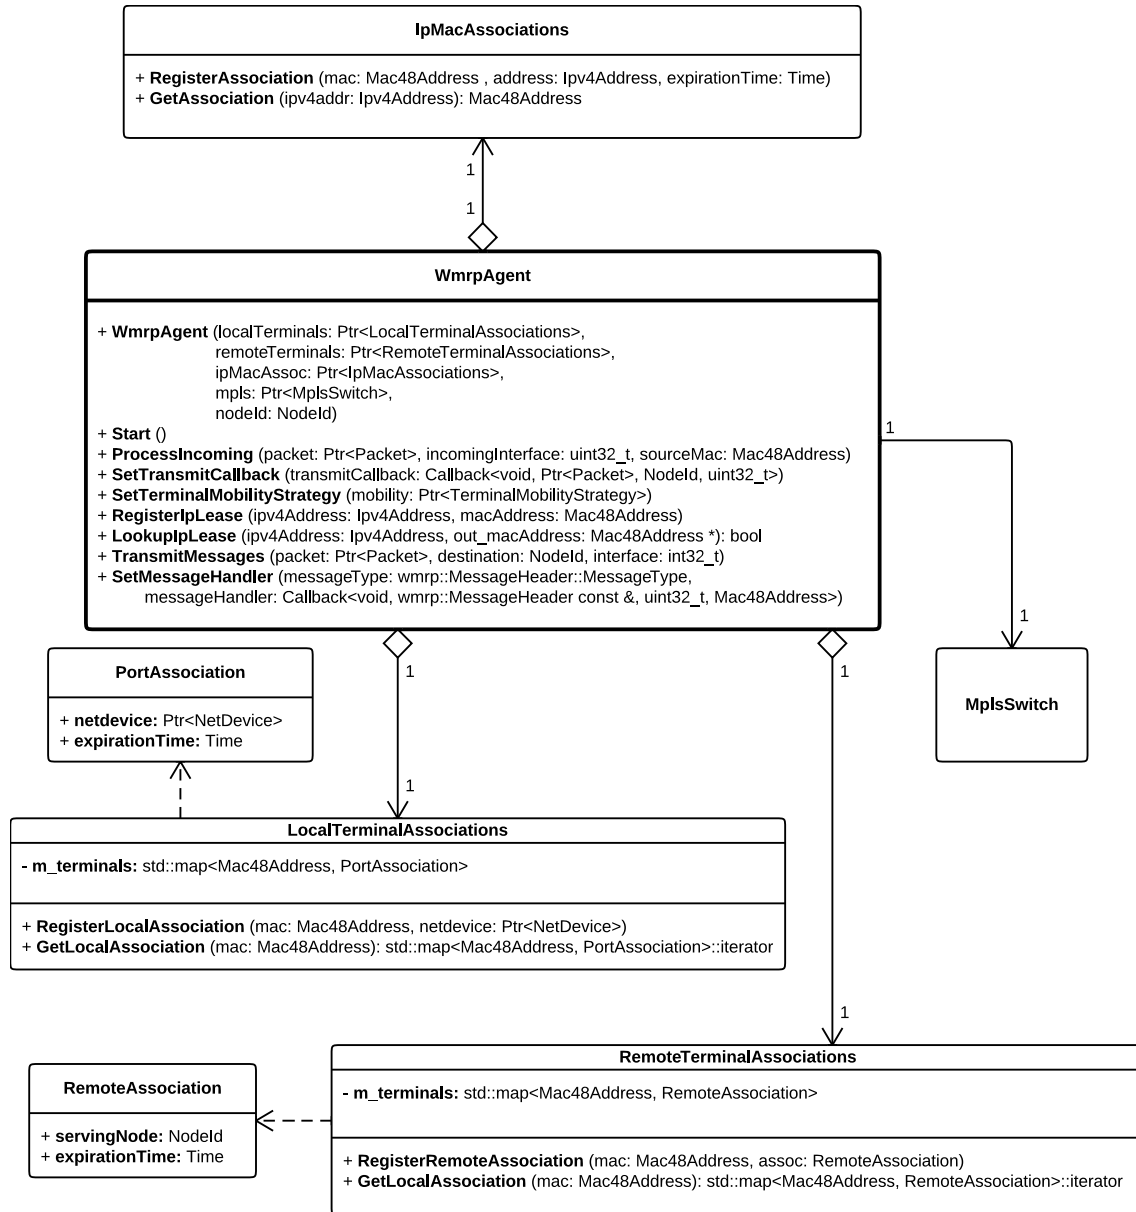 IpMacAssociations
+ RegisterAssociation (mac: Mac48Address , address: Ipv4Address, expirationTime: Time)
+ GetAssociation (ipv4addr: Ipv4Address): Mac48Address
1
1
WmrpAgent
+ WmrpAgent (localTerminals: Ptr<LocalTerminalAssociations>,
remoteTerminals: Ptr<RemoteTerminalAssociations>,
ipMacAssoc: Ptr<IpMacAssociations>,
mpls: Ptr<MplsSwitch>,
nodeId: NodeId)
+ Start ()
+ ProcessIncoming (packet: Ptr<Packet>, incomingInterface: uint32_t, sourceMac: Mac48Address)
+ SetTransmitCallback (transmitCallback: Callback<void, Ptr<Packet>, NodeId, uint32_t>)
+ SetTerminalMobilityStrategy (mobility: Ptr<TerminalMobilityStrategy>)
+ RegisterIpLease (ipv4Address: Ipv4Address, macAddress: Mac48Address)
+ LookupIpLease (ipv4Address: Ipv4Address, out_macAddress: Mac48Address *): bool
+ TransmitMessages (packet: Ptr<Packet>, destination: NodeId, interface: int32_t)
+ SetMessageHandler (messageType: wmrp::MessageHeader::MessageType,
messageHandler: Callback<void, wmrp::MessageHeader const &, uint32_t, Mac48Address>)
1
1
MplsSwitch
1
1
PortAssociation
+ netdevice: Ptr<NetDevice>
+ expirationTime: Time
1
LocalTerminalAssociations
- m_terminals: std::map<Mac48Address, PortAssociation>
+ RegisterLocalAssociation (mac: Mac48Address, netdevice: Ptr<NetDevice>)
+ GetLocalAssociation (mac: Mac48Address): std::map<Mac48Address, PortAssociation>::iterator
1
RemoteAssociation
+ servingNode: NodeId
+ expirationTime: Time
RemoteTerminalAssociations
- m_terminals: std::map<Mac48Address, RemoteAssociation>
+ RegisterRemoteAssociation (mac: Mac48Address, assoc: RemoteAssociation)
+ GetLocalAssociation (mac: Mac48Address): std::map<Mac48Address, RemoteAssociation>::iterator